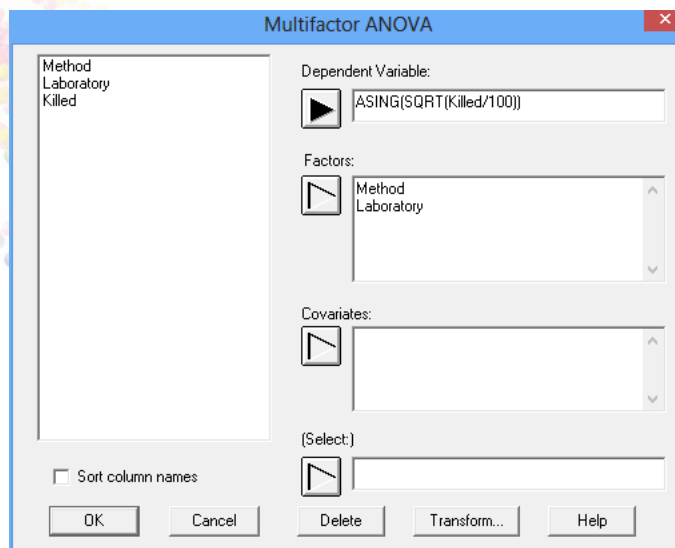 Multifactor ANOVA
Method
Laboratory
Killed
Dependent Variable:
ASING(SQRT(Killed/100))
Factors:
Method
Laboratory
Covariates:
(Select:)
Sort column names
OK
Cancel
Delete
Transform...
Help